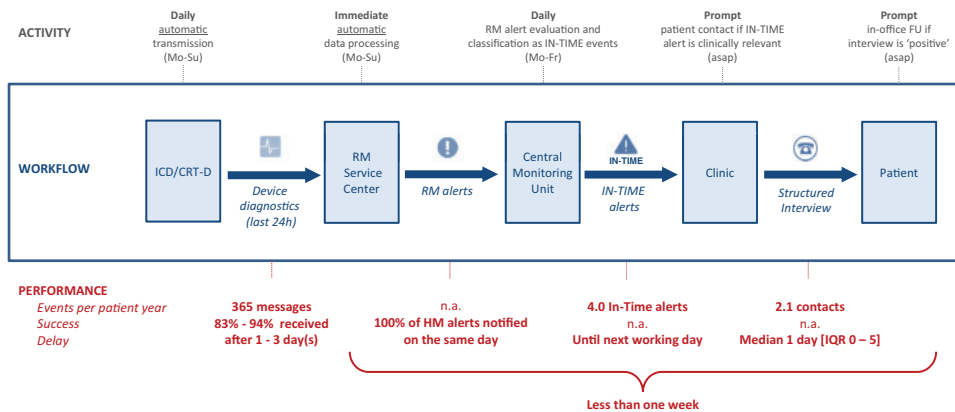 ACTIVITY
Daily
automatic
transmission
(Mo-Su)
Immediate
automatic
data processing
(Mo-Su)
Daily
RM alert evaluation and
classification as IN-TIME events
(Mo-Fr)
Prompt
patient contact if IN-TIME
alert is clinically relevant
(asap)
Prompt
in-office FU if
interview is ‘positive’
(asap)
WORKFLOW
ICD/CRT-D
Device
diagnostics
(last 24h)
RM
Service
Center
RM alerts
Central
Monitoring
Unit
IN-TIME
IN-TIME
alerts
Clinic
Structured
Interview
Patient
PERFORMANCE
Events per patient year
Success
Delay
365 messages
83% - 94% received
after 1 - 3 day(s)
n.a.
100% of HM alerts notified
on the same day
4.0 In-Time alerts
n.a.
Until next working day
2.1 contacts
n.a.
Median 1 day [IQR 0 – 5]
Less than one week